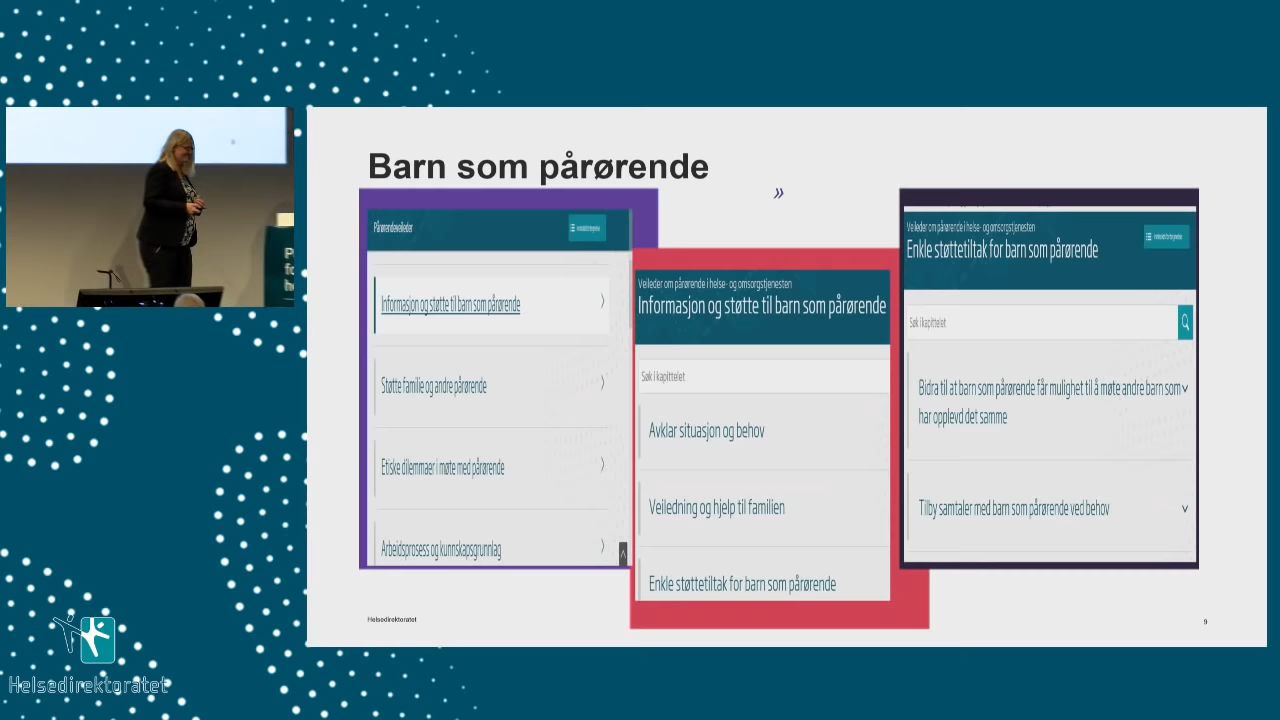 Barn som pårørende
»
Pårørendeveileder
Informasjon og støtte til barn som pårørende
Støtte familie og andre pårørende
Etiske dilemmaer i møte med pårørende
Arbeidsprosess og kunnskapsgrunnlag
Veileder om pårørende i helse- og omsorgstjenesten
Informasjon og støtte til barn som pårørende
Søk i kapittelet
Avklar situasjon og behov
Veiledning og hjelp til familien
Enkle støttetiltak for barn som pårørende
Veileder om pårørende i helse- og omsorgstjenesten
Enkle støttetiltak for barn som pårørende
Søk i kapittelet
Bidra til at barn som pårørende får mulighet til å møte andre barn som
har opplevd det samme
Tilby samtaler med barn som pårørende ved behov
Helsedirektoratet
9
Helsedirektoratet